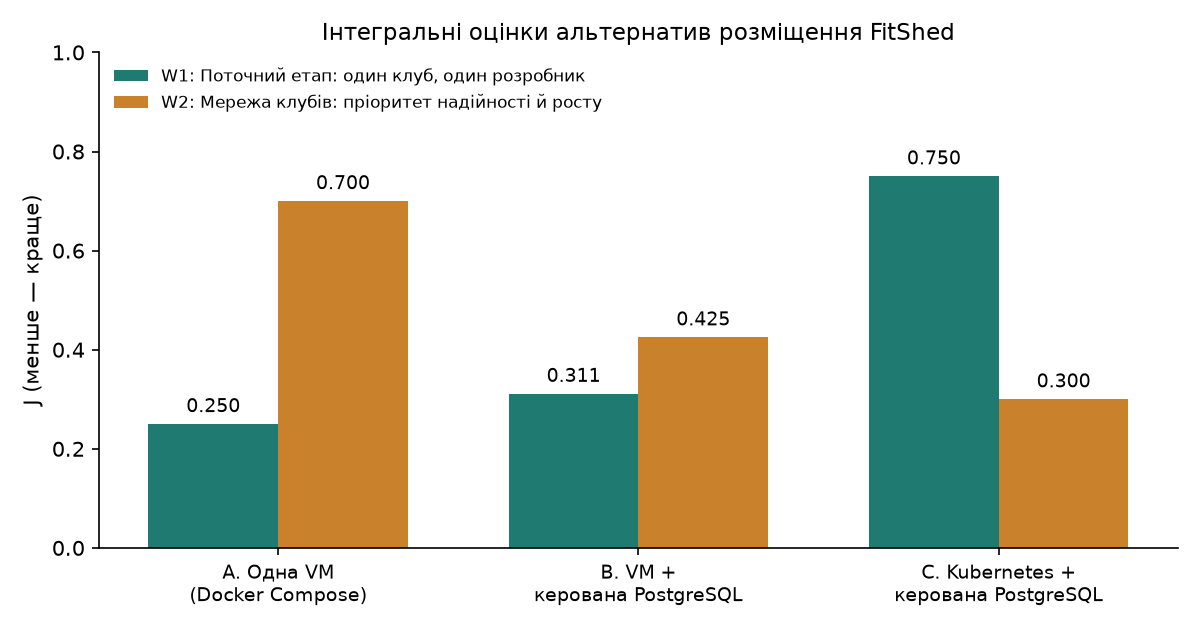 Інтегральні оцінки альтернатив розміщення FitShed
W1: Поточний етап: один клуб, один розробник
W2: Мережа клубів: пріоритет надійності й росту
J (менше — краще)
1.0
0.8
0.6
0.4
0.2
0.0
0.250
0.700
0.311
0.425
0.750
0.300
A. Одна VM
(Docker Compose)
B. VM +
керована PostgreSQL
C. Kubernetes +
керована PostgreSQL